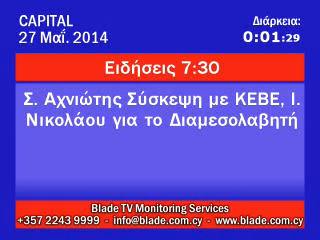 CAPITAL
Διάρκεια:
27 Μαΐ. 2014
0:01:29
Ειδήσεις 7:30
Σ. Αχνιώτης Σύσκεψη με ΚΕΒΕ, Ι.
Νικολάου για το Διαμεσολαβητή
Blade TV Monitoring Services
+357 2243 9999 - info@blade.com.cy - www.blade.com.cy